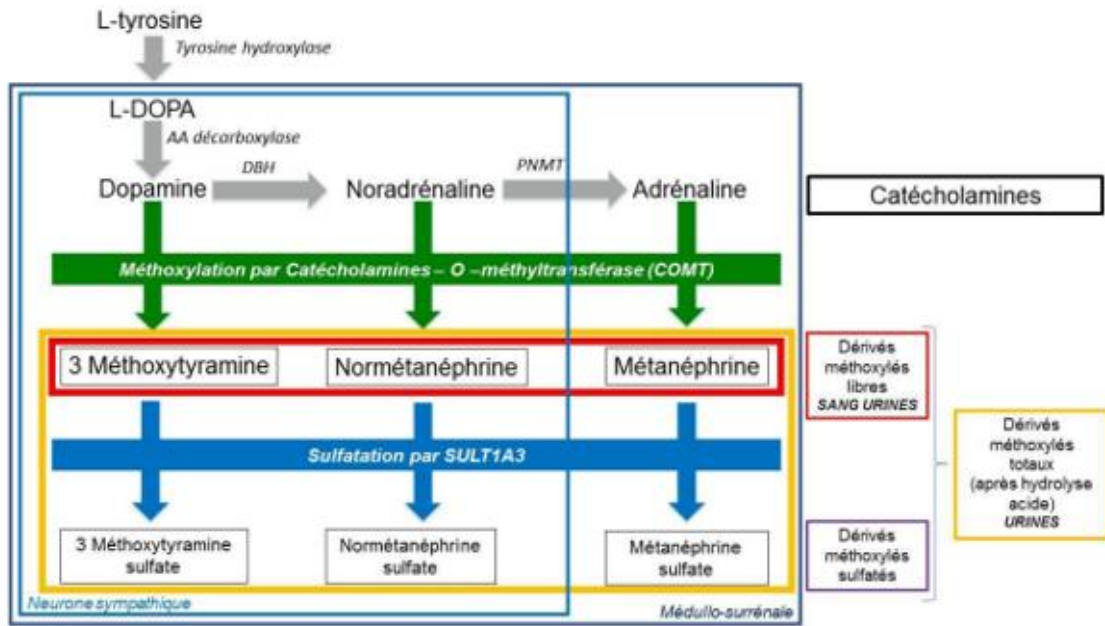 L-tyrosine
Tyrosine hydroxylase
L-DOPA
AA décarboxylase
DBH
PNMT
Dopamine
Noradrénaline
Adrénaline
Catécholamines
Méthoxylation par Catécholamines – O –méthyltransférase (COMT)
3 Méthoxytyramine
Normétanéphrine
Métanéphrine
Dérivés
méthoxylés
libres
SANG URINES
Dérivés
méthoxylés
totaux
(après hydrolyse
acide)
URINES
Sulfatation par SULT1A3
3 Méthoxytyramine
sulfate
Normétanéphrine
sulfate
Métanéphrine
sulfate
Dérivés
méthoxylés
sulfatés
Neurone sympathique
Médullo-surrénale